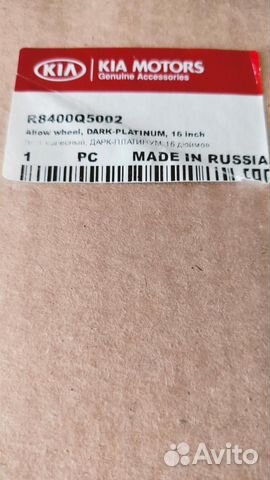 KIA
KIA MOTORS
Genuine Accessories
R8400Q5002
Alloy wheel, DARK-PLATINUM, 16 inch
ДАРК-ПЛАТИНУМ, 16 дюймов
1 PC MADE IN RUSSIA
Avito